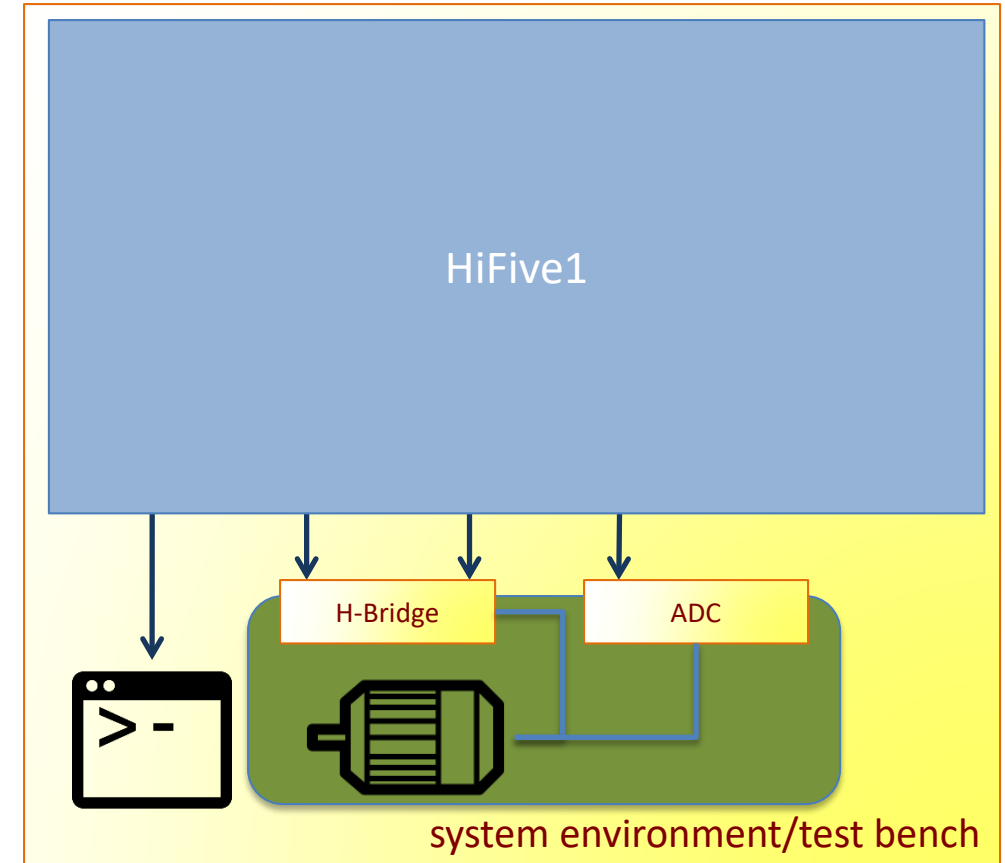 HiFive1
H-Bridge
ADC
>-
system environment/test bench